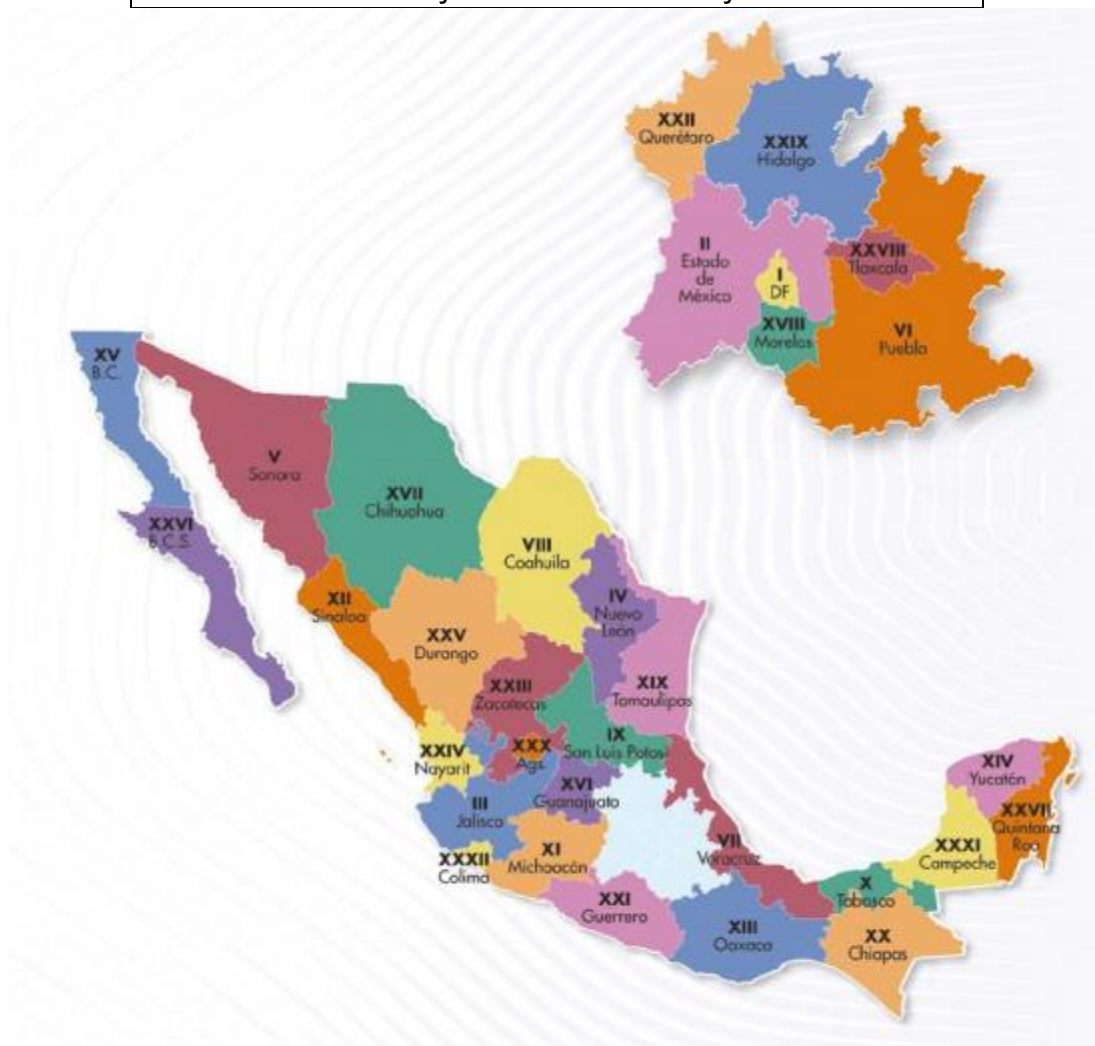 XXII
Querétaro
XXIX
Hidalgo
II
Estado
de
México
I
DF
XXVIII
Tlaxcala
XVIII
Morelos
VI
Puebla
XV
B.C.
V
Sonora
XVII
Chihuahua
XXVI
B.C.S.
VIII
Coahuila
XII
Sinaloa
IV
Nuevo
León
XXV
Durango
XXIII
Zacatecas
XIX
Tamaulipas
XXIV
Nayarit
XXX
Ags.
IX
San Luis Potosí
XVI
Guanajuato
III
Jalisco
XXXII
Colima
XI
Michoacán
VII
Veracruz
XIV
Yucatán
XXVII
Quintana
Roo
XXXI
Campeche
X
Tabasco
XXI
Guerrero
XIII
Oaxaca
XX
Chiapas